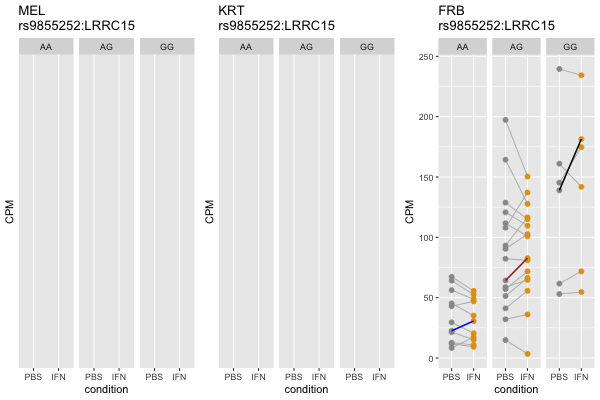 MEL
rs9855252:LRRC15
KRT
rs9855252:LRRC15
FRB
rs9855252:LRRC15
AA
AG
GG
AA
AG
GG
AA
AG
GG
CPM
CPM
CPM
250
200
150
100
50
0
PBS IFN PBS IFN PBS IFN
condition
PBS IFN PBS IFN PBS IFN
condition
PBS IFN PBS IFN PBS IFN
condition